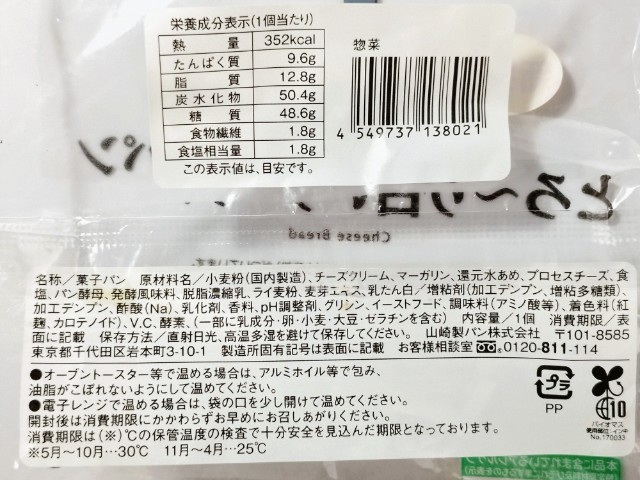 栄養成分表示(1個当たり)
熱量 352kcal
たんぱく質 9.6g
脂質 12.8g
炭水化物 50.4g
糖質 48.6g
食物繊維 1.8g
食塩相当量 1.8g
この表示値は、目安です。
惣菜
4 549737 138021
パン
とろ〜り
Cheese Bread
名称/菓子パン 原材料名/小麦粉(国内製造)、チーズクリーム、マーガリン、還元水あめ、プロセスチーズ、食
塩、パン酵母、発酵風味料、脱脂濃縮乳、ライ麦粉、麦芽エキス、乳たん白/増粘剤(加工デンプン、増粘多糖類)、
加工デンプン、酢酸(Na)、乳化剤、香料、pH調整剤、グリシン、イーストフード、調味料(アミノ酸等)、着色料(紅
麹、カロテノイド)、V.C、酵素、(一部に乳成分・卵・小麦・大豆・ゼラチンを含む) 内容量/1個 消費期限/表
面に記載 保存方法/直射日光、高温多湿を避けて保存してください。 山崎製パン株式会社 〒101-8585
東京都千代田区岩本町3-10-1 製造所固有記号は表面に記載 お客様相談室 0120-811-114
●オーブントースター等で温める場合は、アルミホイル等で包み、
油脂がこぼれないようにして温めてください。
●電子レンジで温める場合は、袋の口を少し開けて温めてください。
開封後は消費期限にかかわらずお早めにお召しあがりください。
消費期限は(※)℃の保管温度の検査で十分安全を見込んだ期限となっております。
※5月〜10月…30℃ 11月〜4月…25℃
プラ
PP
10
バイオマス
使用部位:インキ
No.170033